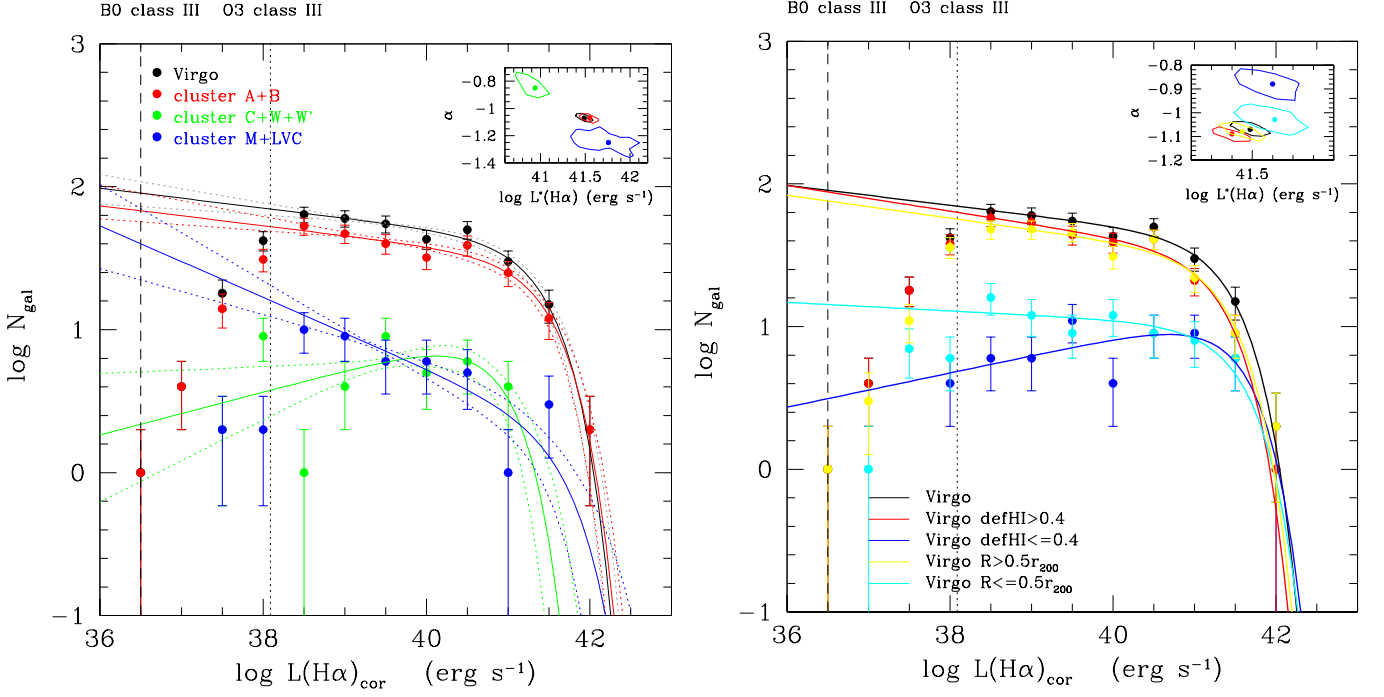 B0 class III O3 class III
3
2
1
0
−1
log N_gal
Virgo
cluster A+B
cluster C+W+W'
cluster M+LVC
−0.8
−1
−1.2
−1.4
α
41 41.5 42
log L*(Hα) (erg s⁻¹)
36 38 40 42
log L(Hα)_cor (erg s⁻¹)
B0 class III O3 class III
3
2
1
0
−1
log N_gal
−0.8
−0.9
−1
−1.1
−1.2
α
41.5
log L*(Hα) (erg s⁻¹)
Virgo
Virgo defHI>0.4
Virgo defHI<=0.4
Virgo R>0.5r_200
Virgo R<=0.5r_200
36 38 40 42
log L(Hα)_cor (erg s⁻¹)